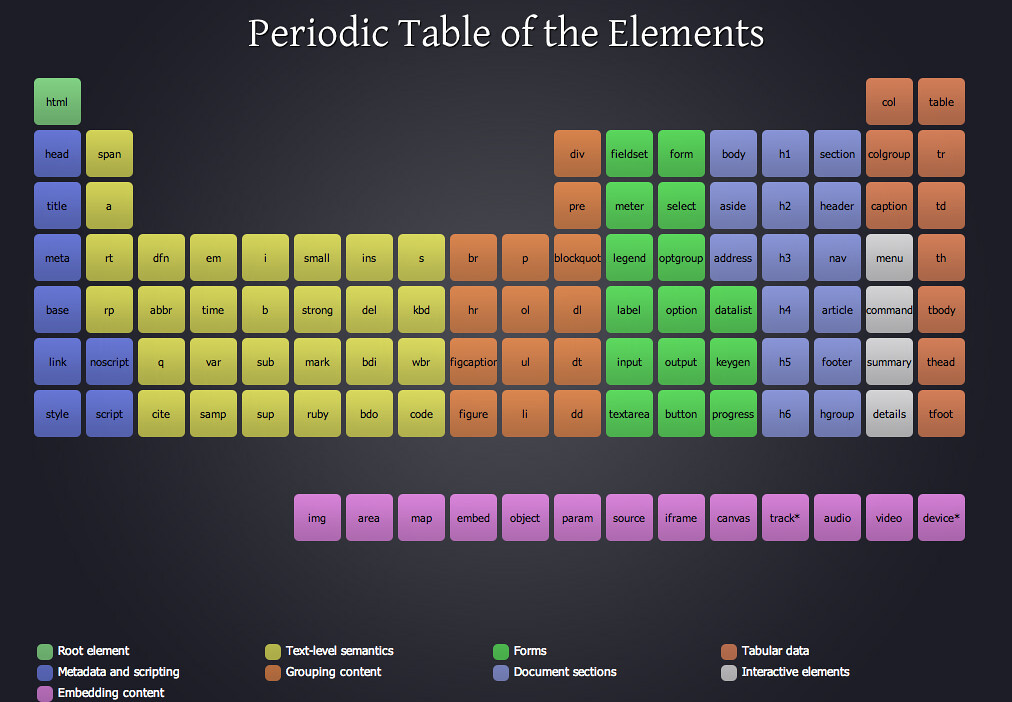 Periodic Table of the Elements
html col table
head span div fieldset form body h1 section colgroup tr
title a pre meter select aside h2 header caption td
meta rt dfn em i small ins s br p blockquot legend optgroup address h3 nav menu th
base rp abbr time b strong del kbd hr ol dl label option datalist h4 article command tbody
link noscript q var sub mark bdi wbr figcaption ul dt input output keygen h5 footer summary thead
style script cite samp sup ruby bdo code figure li dd textarea button progress h6 hgroup details tfoot
img area map embed object param source iframe canvas track* audio video device*
Root element Text-level semantics Forms Tabular data
Metadata and scripting Grouping content Document sections Interactive elements
Embedding content